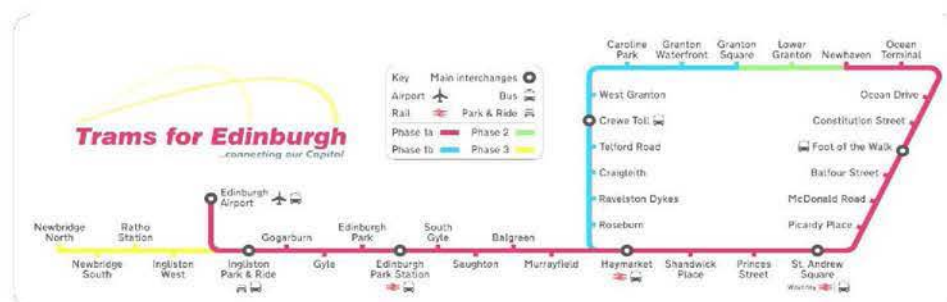 Trams for Edinburgh
...connecting our Capital
Key Main interchanges
Airport Bus
Rail Park & Ride
Phase 1a Phase 2
Phase 1b Phase 3
Caroline
Park
Granton
Waterfront
Granton
Square
Lower
Granton
Newhaven
Ocean
Terminal
West Granton
Crewe Toll
Telford Road
Craigleith
Ravelston Dykes
Roseburn
Ocean Drive
Constitution Street
Foot of the Walk
Balfour Street
McDonald Road
Picardy Place
Edinburgh
Airport
Newbridge
North
Ratho
Station
Newbridge
South
Ingliston
West
Ingliston
Park & Ride
Gogarburn
Gyle
Edinburgh
Park
Edinburgh
Park Station
South
Gyle
Saughton
Balgreen
Murrayfield
Haymarket
Shandwick
Place
Princes
Street
St. Andrew
Square
Waverley